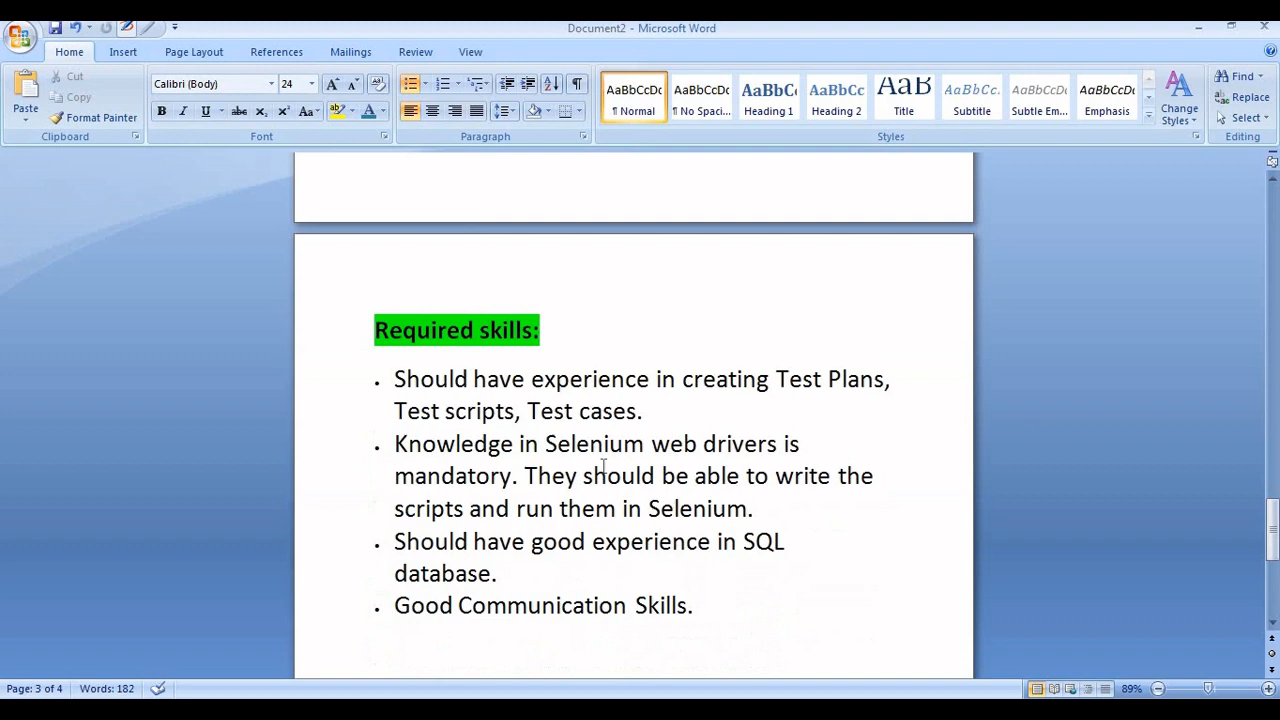 Document2 - Microsoft Word
Home Insert Page Layout References Mailings Review View
Paste
Cut
Copy
Format Painter
Clipboard
Calibri (Body) 24
B I U abc x₂ x² Aa
Font
Paragraph
AaBbCcDc AaBbCcDc AaBbCc AaBbCc AaB AaBbCc. AaBbCcDc AaBbCcDc
¶ Normal ¶ No Spaci... Heading 1 Heading 2 Title Subtitle Subtle Em... Emphasis
Change
Styles
Styles
Find
Replace
Select
Editing
Required skills:
• Should have experience in creating Test Plans,
Test scripts, Test cases.
• Knowledge in Selenium web drivers is
mandatory. They should be able to write the
scripts and run them in Selenium.
• Should have good experience in SQL
database.
• Good Communication Skills.
Page: 3 of 4 Words: 182 89%